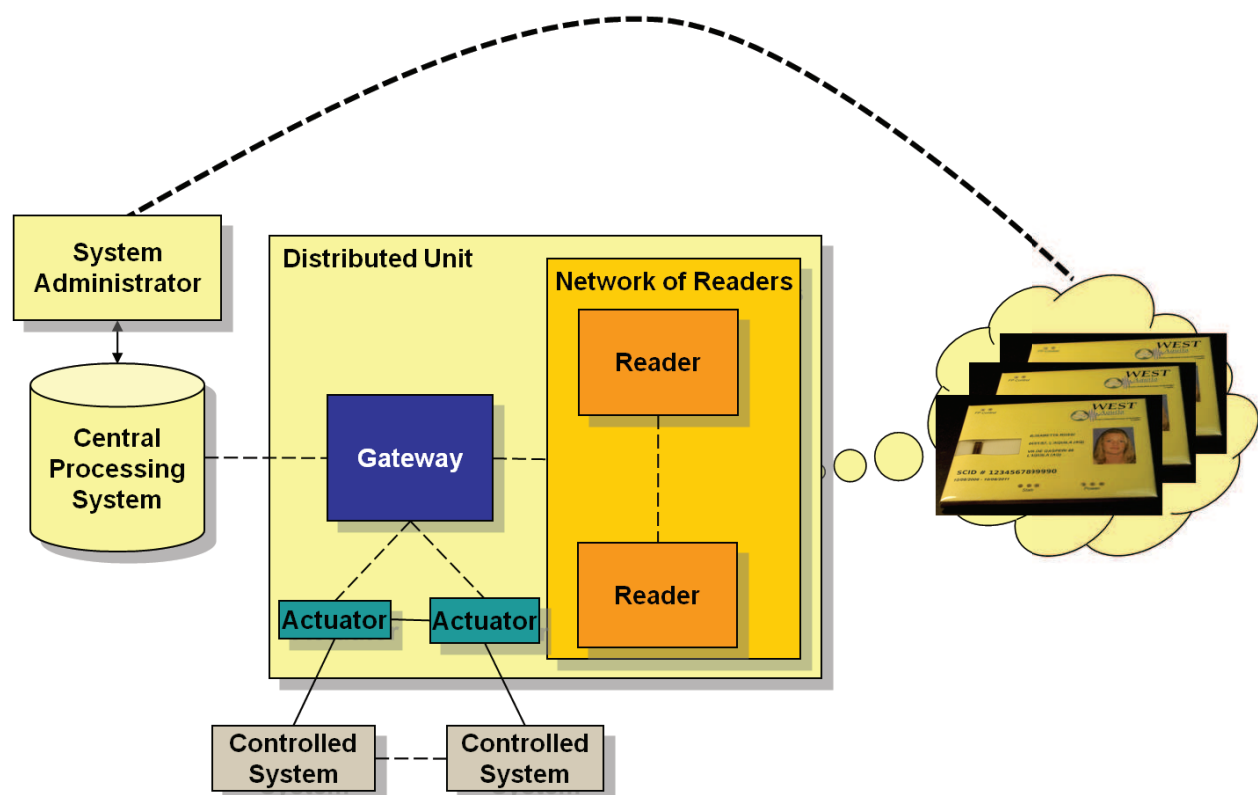 System
Administrator
Central
Processing
System
Distributed Unit
Gateway
Network of Readers
Reader
Reader
Actuator
Actuator
Controlled
System
Controlled
System
WEST
WEST
WEST
Aquila
SCID # 1234567899990